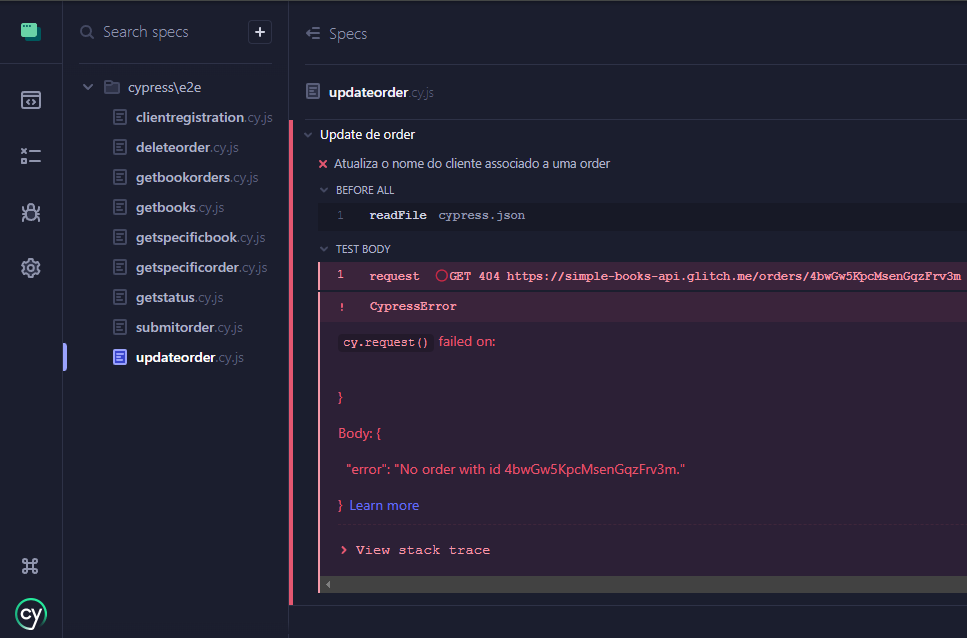 Search specs
+
cypress\e2e
clientregistration.cy.js
deleteorder.cy.js
getbookorders.cy.js
getbooks.cy.js
getspecificbook.cy.js
getspecificorder.cy.js
getstatus.cy.js
submitorder.cy.js
updateorder.cy.js
cy
Specs
updateorder.cy.js
Update de order
Atualiza o nome do cliente associado a uma order
BEFORE ALL
1 readFile cypress.json
TEST BODY
1 request GET 404 https://simple-books-api.glitch.me/orders/4bwGw5KpcMsenGqzFrv3m
! CypressError
cy.request() failed on:
}
Body: {
"error": "No order with id 4bwGw5KpcMsenGqzFrv3m."
} Learn more
> View stack trace